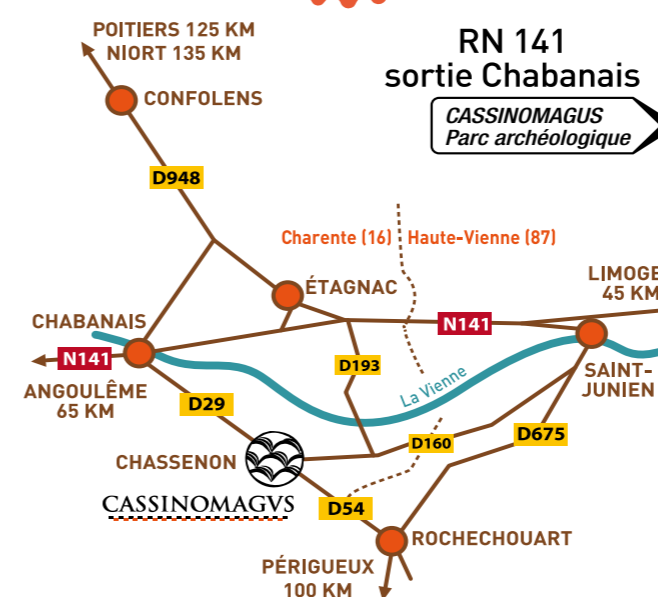 POITIERS 125 KM
NIORT 135 KM
CONFOLENS
RN 141
sortie Chabanais
CASSINOMAGUS
Parc archéologique
D948
Charente (16)
Haute-Vienne (87)
ÉTAGNAC
LIMOGE
45 KM
CHABANAIS
N141
N141
ANGOULÊME
65 KM
D193
La Vienne
SAINT-
JUNIEN
D29
D160
D675
CHASSENON
CASSINOMAGVS
D54
ROCHECHOUART
PÉRIGUEUX
100 KM